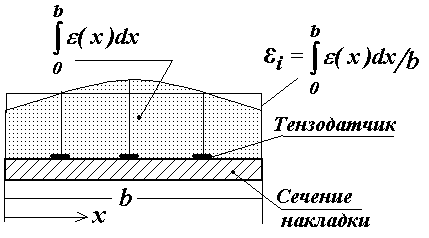 b
∫ε(x)dx
0
b
εi = ∫ε(x)dx/b
0
Тензодатчик
b
x
Сечение
накладки